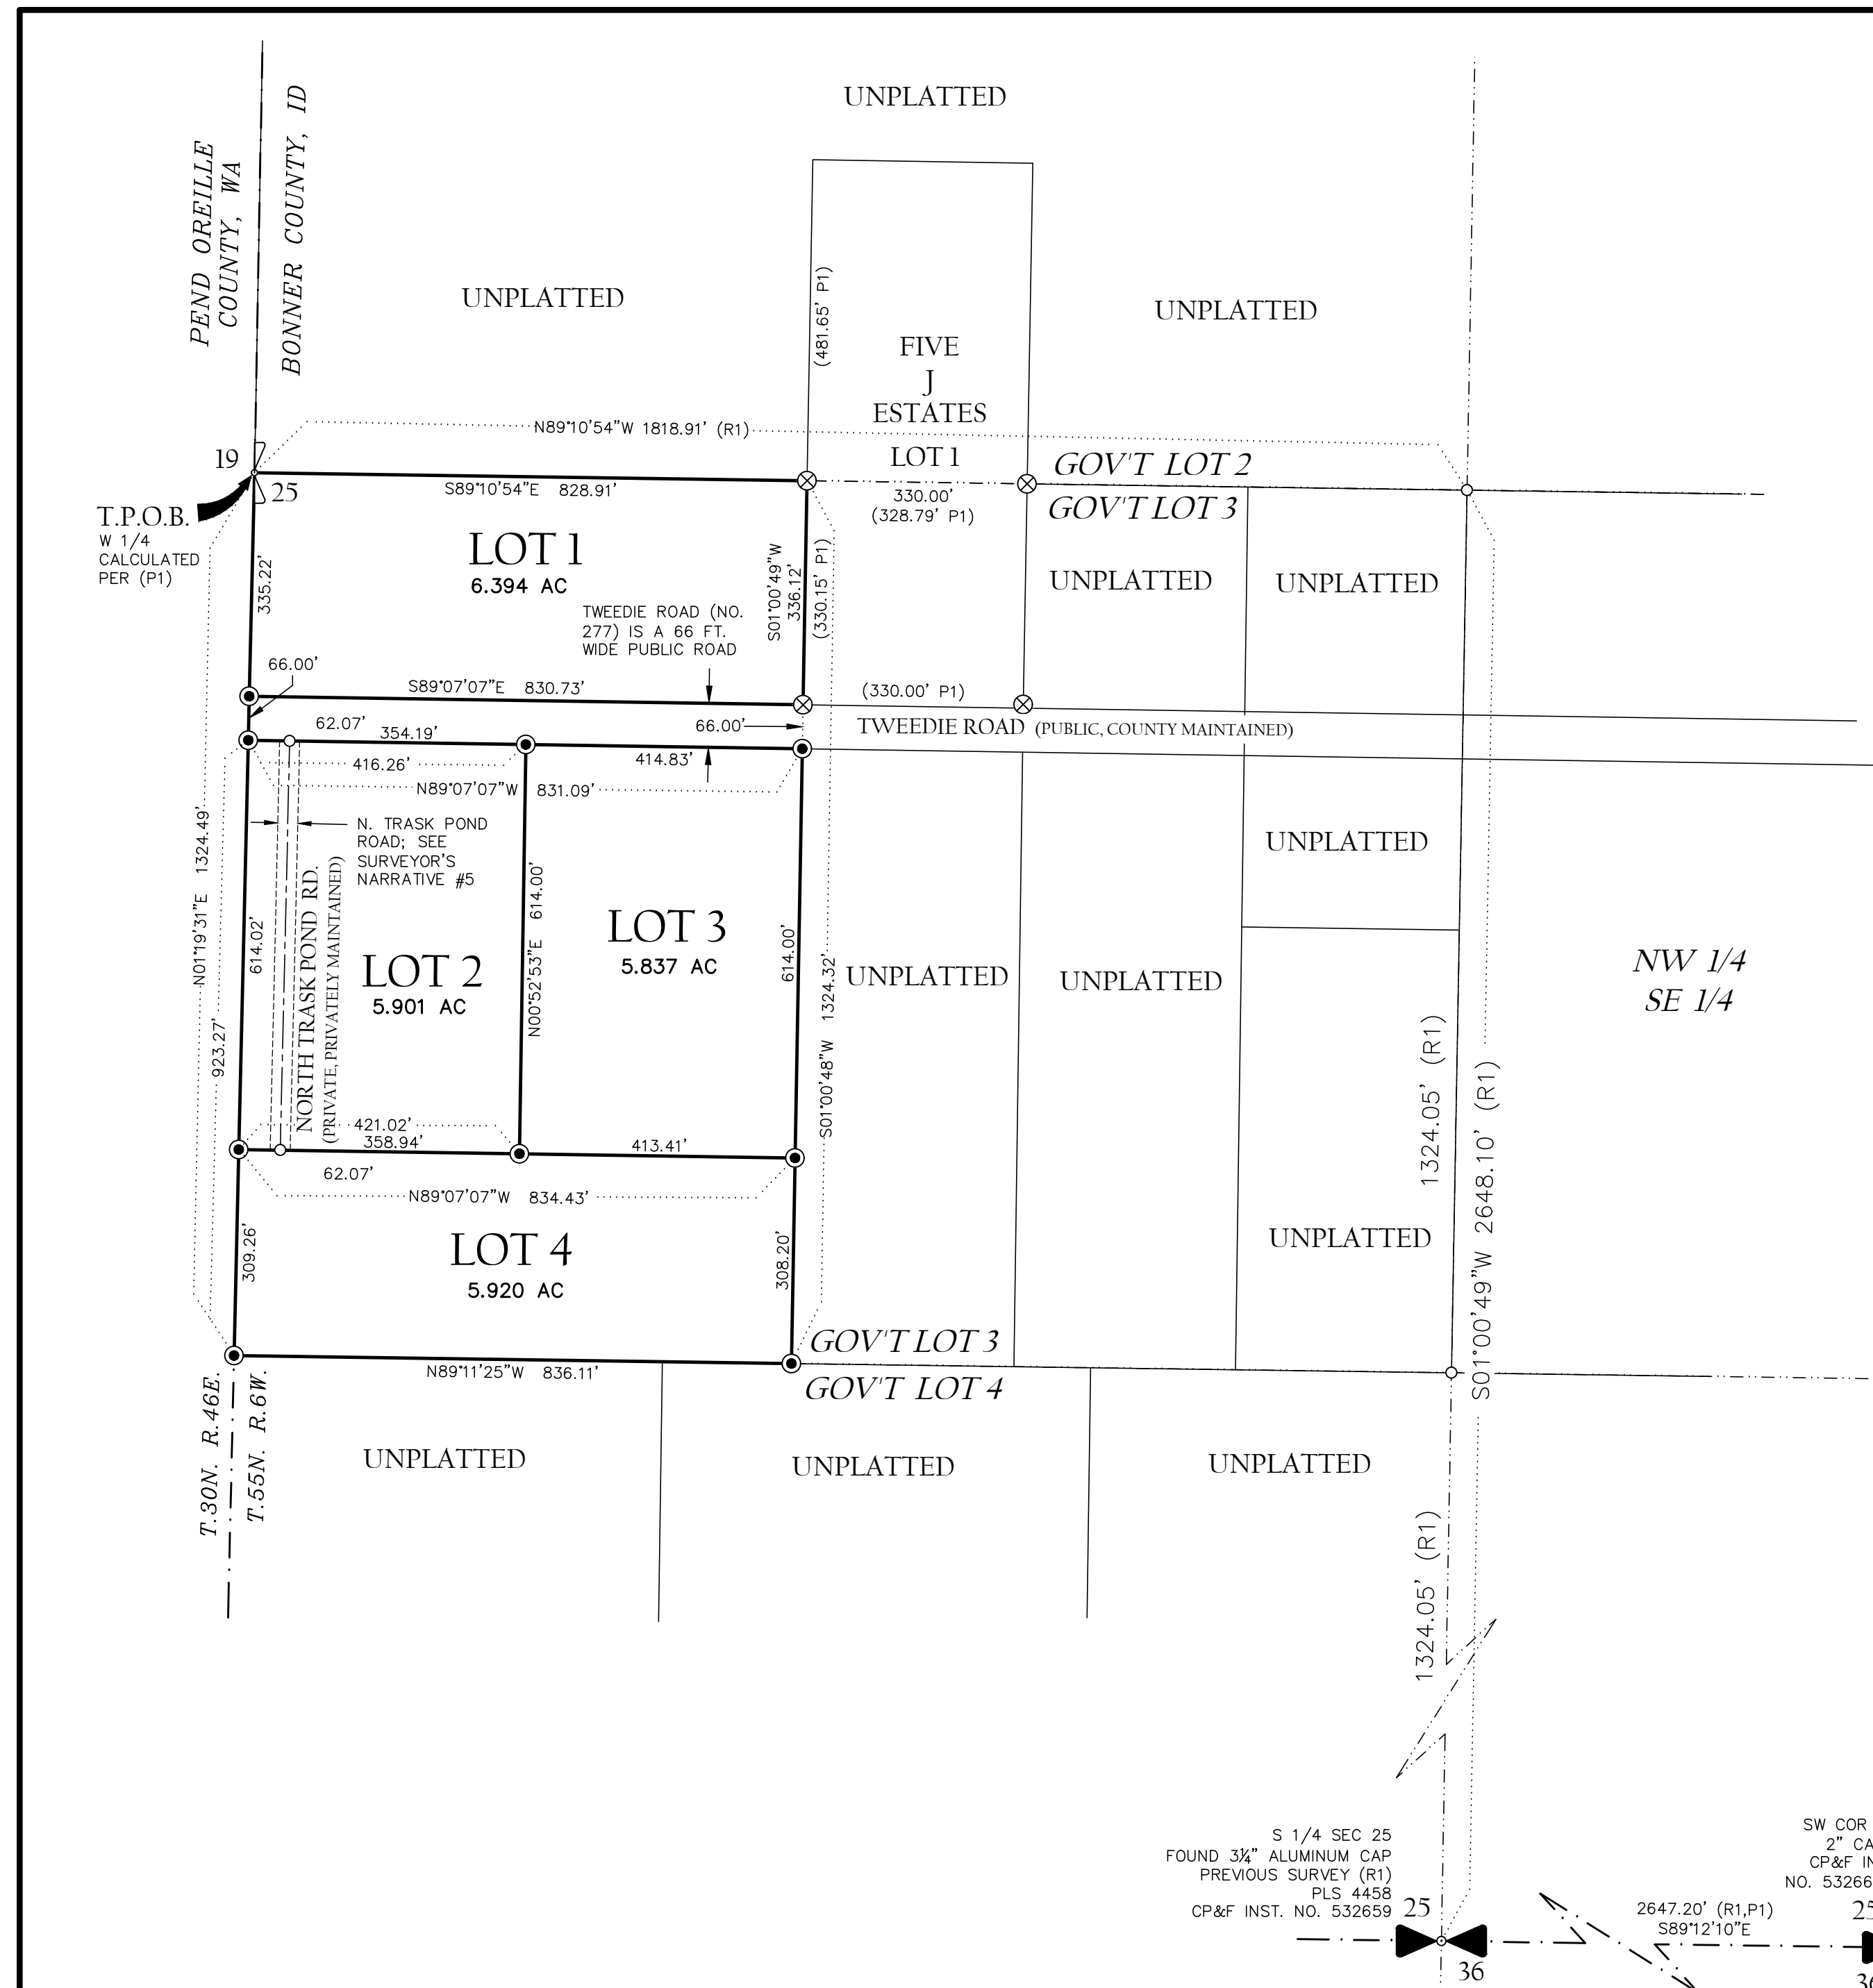 UNPLATTED
PEND OREILLE
COUNTY, WA
BONNER COUNTY, ID
UNPLATTED
(481.65' P1)
UNPLATTED
FIVE
J
ESTATES
LOT 1
N89°10'54"W 1818.91' (R1)
19
25
T.P.O.B.
W 1/4
CALCULATED
PER (P1)
S89°10'54"E 828.91'
330.00'
(328.79' P1)
GOV'T LOT 2
GOV'T LOT 3
LOT 1
6.394 AC
335.22'
S01°00'49"W
336.12'
(330.15' P1)
UNPLATTED
UNPLATTED
TWEEDIE ROAD (NO.
277) IS A 66 FT.
WIDE PUBLIC ROAD
66.00'
S89°07'07"E 830.73'
(330.00' P1)
62.07'
354.19'
66.00'
TWEEDIE ROAD (PUBLIC, COUNTY MAINTAINED)
416.26'
414.83'
N89°07'07"W 831.09'
N. TRASK POND
ROAD; SEE
SURVEYOR'S
NARRATIVE #5
N01°19'31"E 1324.49'
923.27'
614.02'
NORTH TRASK POND RD.
(PRIVATE, PRIVATELY MAINTAINED)
LOT 2
5.901 AC
N00°52'53"E 614.00'
LOT 3
5.837 AC
614.00'
S01°00'48"W 1324.32'
UNPLATTED
UNPLATTED
UNPLATTED
NW 1/4
SE 1/4
1324.05' (R1)
S01°00'49"W 2648.10' (R1)
421.02'
358.94'
413.41'
62.07'
N89°07'07"W 834.43'
309.26'
LOT 4
5.920 AC
308.20'
UNPLATTED
GOV'T LOT 3
GOV'T LOT 4
N89°11'25"W 836.11'
T.30N. R.46E.
T.55N. R.6W.
UNPLATTED
UNPLATTED
UNPLATTED
1324.05' (R1)
S 1/4 SEC 25
FOUND 3¼" ALUMINUM CAP
PREVIOUS SURVEY (R1)
PLS 4458
CP&F INST. NO. 532659
25
36
2647.20' (R1,P1)
S89°12'10"E
SW COR
2" CA
CP&F IN
NO. 53266
25